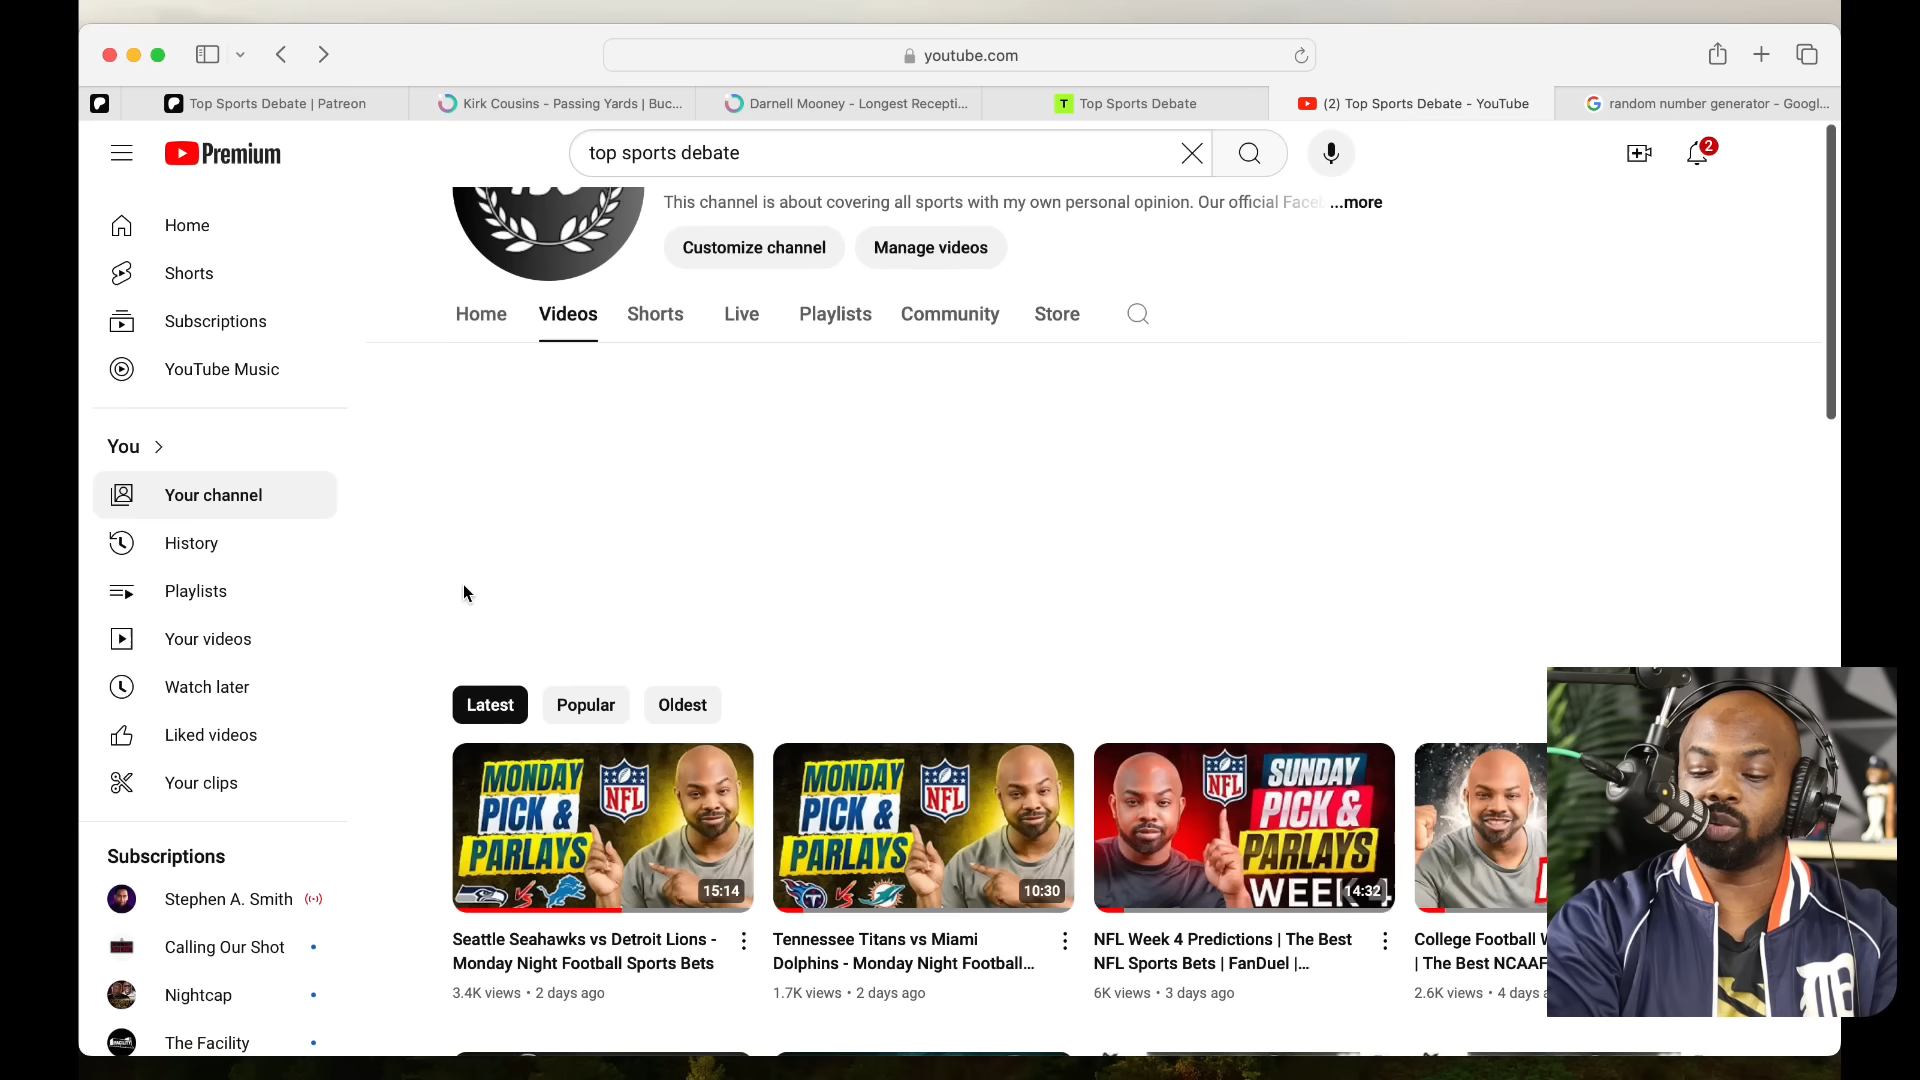 youtube.com
Top Sports Debate | Patreon
Kirk Cousins - Passing Yards | Buc...
Darnell Mooney - Longest Recepti...
T Top Sports Debate
(2) Top Sports Debate - YouTube
random number generator - Googl...
Premium
top sports debate
2
This channel is about covering all sports with my own personal opinion. Our official Face ...more
Customize channel
Manage videos
Home
Videos
Shorts
Live
Playlists
Community
Store
Home
Shorts
Subscriptions
YouTube Music
You
Your channel
History
Playlists
Your videos
Watch later
Liked videos
Your clips
Subscriptions
Stephen A. Smith
Calling Our Shot
Nightcap
The Facility
Latest
Popular
Oldest
MONDAY
PICK &
PARLAYS
NFL
VS
15:14
Seattle Seahawks vs Detroit Lions -
Monday Night Football Sports Bets
3.4K views • 2 days ago
MONDAY
PICK &
PARLAYS
NFL
VS
10:30
Tennessee Titans vs Miami
Dolphins - Monday Night Football...
1.7K views • 2 days ago
NFL
SUNDAY
PICK &
PARLAYS
WEEK 4
14:32
NFL Week 4 Predictions | The Best
NFL Sports Bets | FanDuel |...
6K views • 3 days ago
College Football
| The Best NCAAF
2.6K views • 4 days